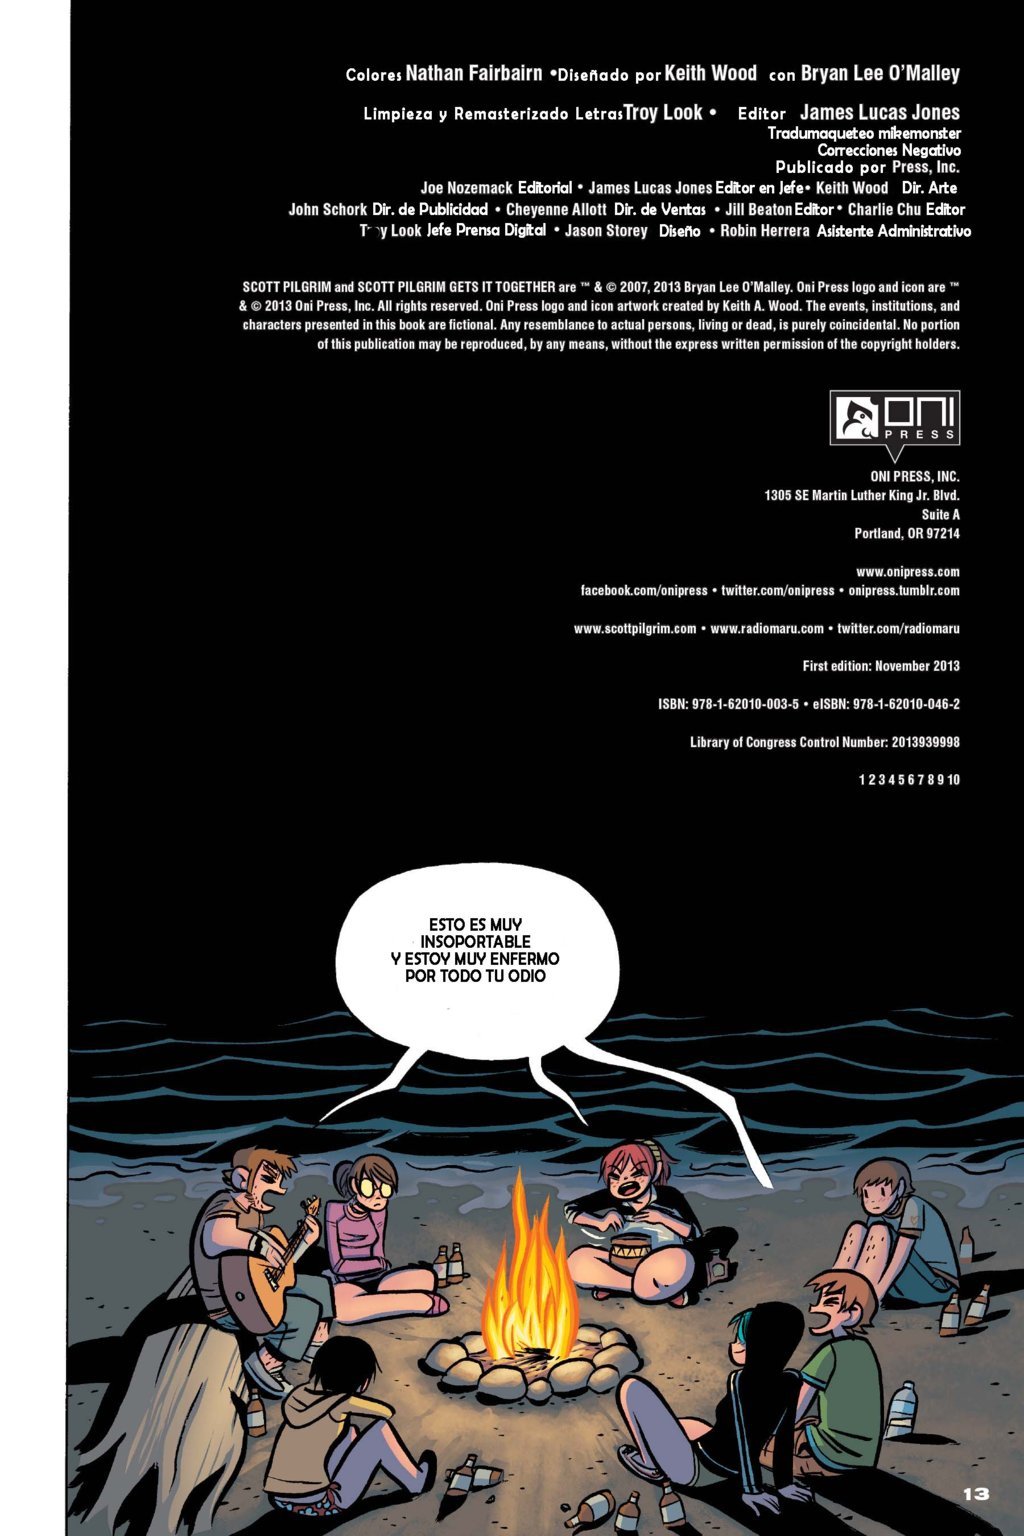 Colores Nathan Fairbairn • Diseñado por Keith Wood con Bryan Lee O’Malley
Limpieza y Remasterizado Letras Troy Look • Editor James Lucas Jones
Tradumaqueteo mikemonster
Correcciones Negativo
Publicado por Press, Inc.
Joe Nozemack Editorial • James Lucas Jones Editor en Jefe • Keith Wood Dir. Arte
John Schork Dir. de Publicidad • Cheyenne Allott Dir. de Ventas • Jill Beaton Editor • Charlie Chu Editor
Troy Look Jefe Prensa Digital • Jason Storey Diseño • Robin Herrera Asistente Administrativo
SCOTT PILGRIM and SCOTT PILGRIM GETS IT TOGETHER are ™ & © 2007, 2013 Bryan Lee O’Malley. Oni Press logo and icon are ™
& © 2013 Oni Press, Inc. All rights reserved. Oni Press logo and icon artwork created by Keith A. Wood. The events, institutions, and
characters presented in this book are fictional. Any resemblance to actual persons, living or dead, is purely coincidental. No portion
of this publication may be reproduced, by any means, without the express written permission of the copyright holders.
ONI
PRESS
ONI PRESS, INC.
1305 SE Martin Luther King Jr. Blvd.
Suite A
Portland, OR 97214
www.onipress.com
facebook.com/onipress • twitter.com/onipress • onipress.tumblr.com
www.scottpilgrim.com • www.radiomaru.com • twitter.com/radiomaru
First edition: November 2013
ISBN: 978-1-62010-003-5 • eISBN: 978-1-62010-046-2
Library of Congress Control Number: 2013939998
1 2 3 4 5 6 7 8 9 10
ESTO ES MUY
INSOPORTABLE
Y ESTOY MUY ENFERMO
POR TODO TU ODIO
13